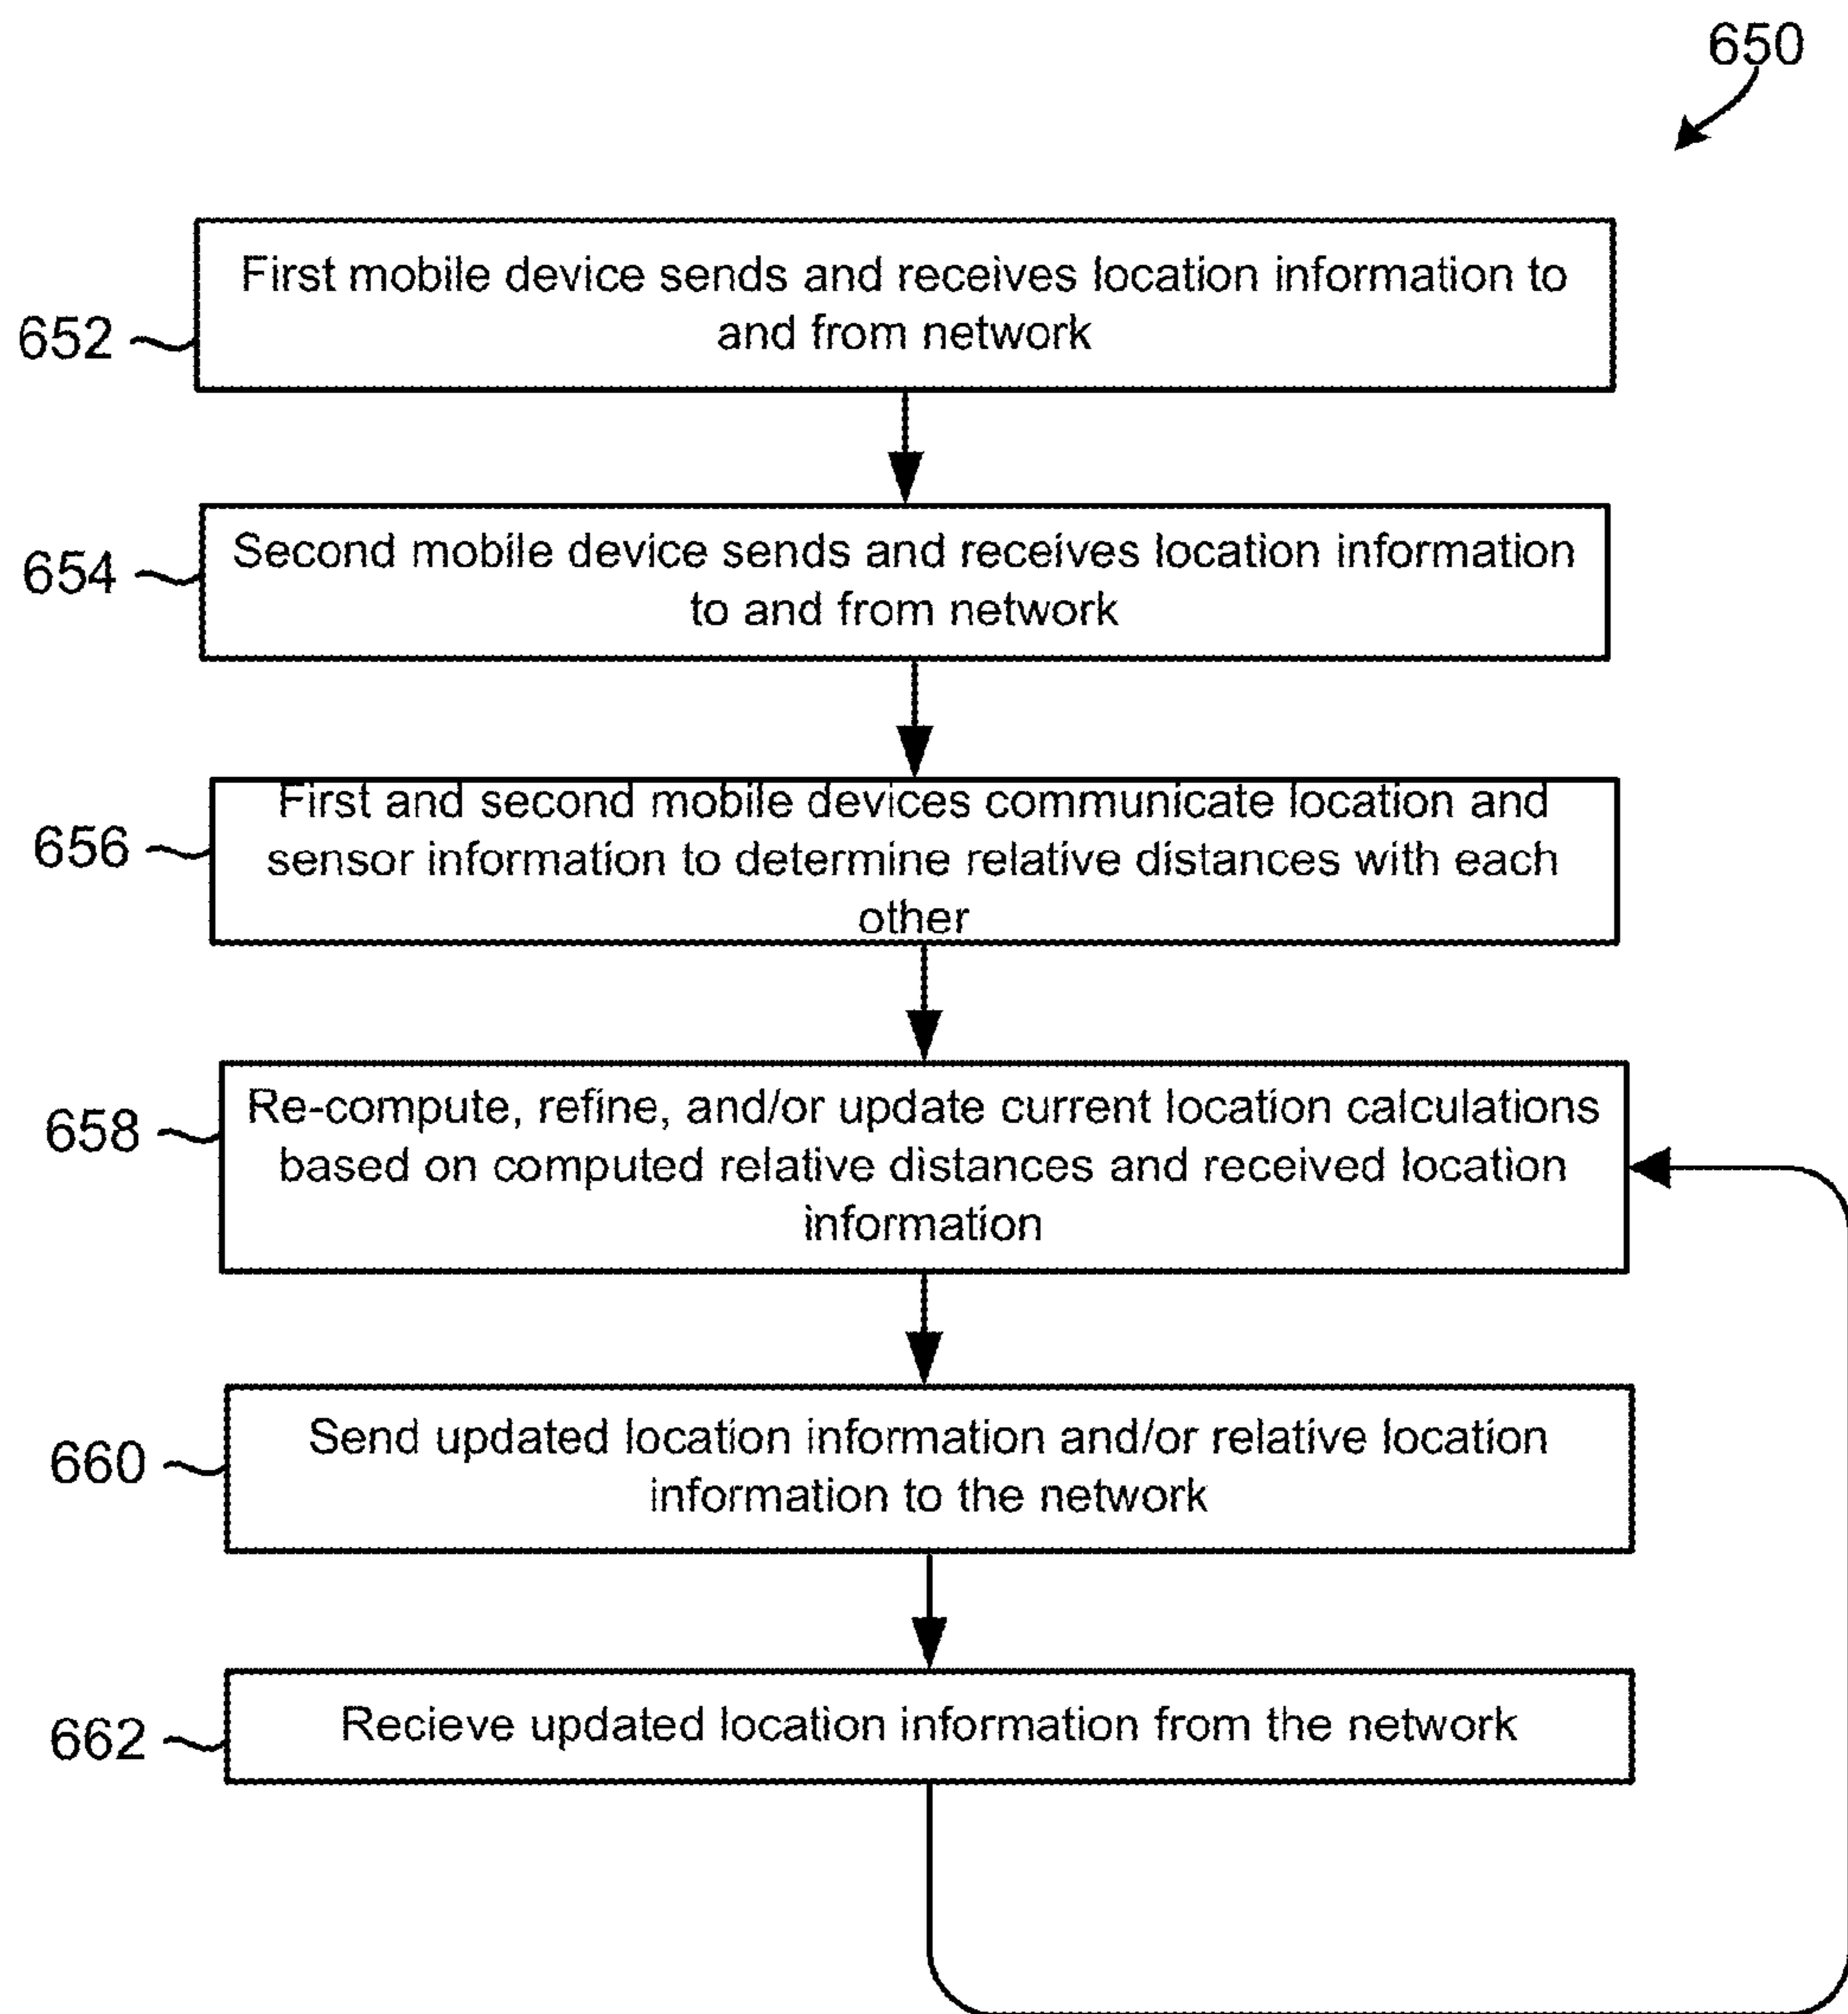 650
First mobile device sends and receives location information to
and from network
652
Second mobile device sends and receives location information
to and from network
654
First and second mobile devices communicate location and
sensor information to determine relative distances with each
other
656
Re-compute, refine, and/or update current location calculations
based on computed relative distances and received location
information
658
Send updated location information and/or relative location
information to the network
660
Recieve updated location information from the network
662